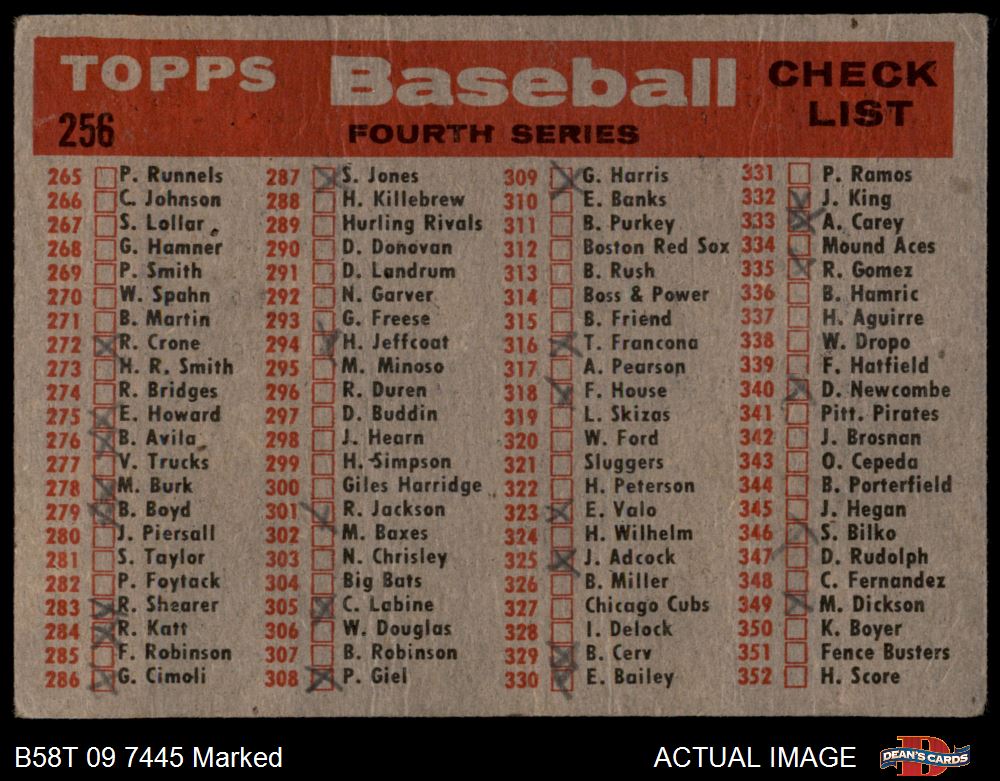 TOPPS Baseball CHECK LIST
256 FOURTH SERIES
265 P. Runnels
266 C. Johnson
267 S. Lollar
268 G. Hamner
269 P. Smith
270 W. Spahn
271 B. Martin
272 R. Crone
273 H. R. Smith
274 R. Bridges
275 E. Howard
276 B. Avila
277 V. Trucks
278 M. Burk
279 B. Boyd
280 J. Piersall
281 S. Taylor
282 P. Foytack
283 R. Shearer
284 R. Katt
285 F. Robinson
286 G. Cimoli
287 S. Jones
288 H. Killebrew
289 Hurling Rivals
290 D. Donovan
291 D. Landrum
292 N. Garver
293 G. Freese
294 H. Jeffcoat
295 M. Minoso
296 R. Duren
297 D. Buddin
298 J. Hearn
299 H. Simpson
300 Giles Harridge
301 R. Jackson
302 M. Baxes
303 N. Chrisley
304 Big Bats
305 C. Labine
306 W. Douglas
307 B. Robinson
308 P. Giel
309 G. Harris
310 E. Banks
311 B. Purkey
312 Boston Red Sox
313 B. Rush
314 Boss & Power
315 B. Friend
316 T. Francona
317 A. Pearson
318 F. House
319 L. Skizas
320 W. Ford
321 Sluggers
322 H. Peterson
323 E. Valo
324 H. Wilhelm
325 J. Adcock
326 B. Miller
327 Chicago Cubs
328 I. Delock
329 B. Cerv
330 E. Bailey
331 P. Ramos
332 J. King
333 A. Carey
334 Mound Aces
335 R. Gomez
336 B. Hamric
337 H. Aguirre
338 W. Dropo
339 F. Hatfield
340 D. Newcombe
341 Pitt. Pirates
342 J. Brosnan
343 O. Cepeda
344 B. Porterfield
345 J. Hegan
346 S. Bilko
347 D. Rudolph
348 C. Fernandez
349 M. Dickson
350 K. Boyer
351 Fence Busters
352 H. Score
B58T 09 7445 Marked
ACTUAL IMAGE
DEAN'S CARDS